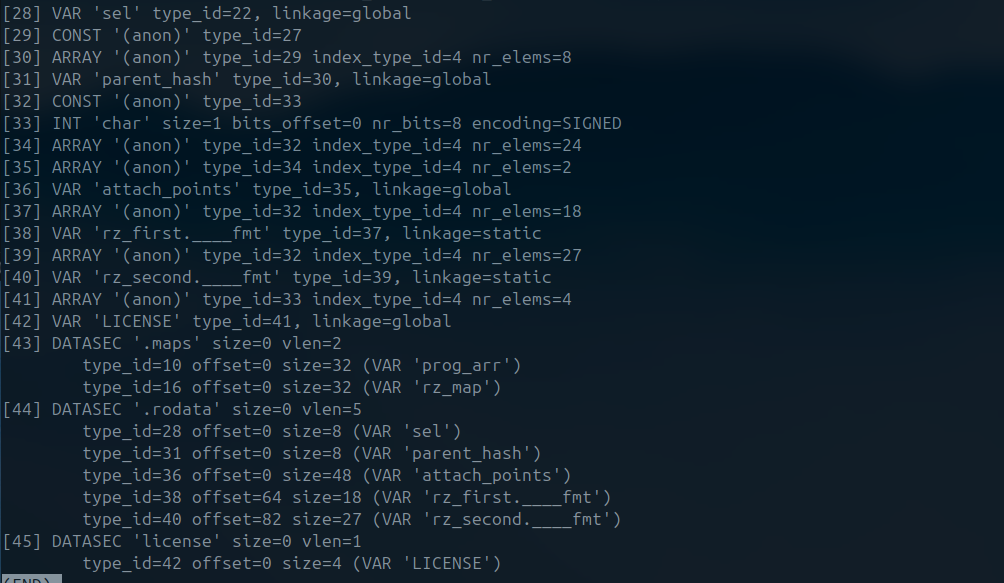 [28] VAR 'sel' type_id=22, linkage=global
[29] CONST '(anon)' type_id=27
[30] ARRAY '(anon)' type_id=29 index_type_id=4 nr_elems=8
[31] VAR 'parent_hash' type_id=30, linkage=global
[32] CONST '(anon)' type_id=33
[33] INT 'char' size=1 bits_offset=0 nr_bits=8 encoding=SIGNED
[34] ARRAY '(anon)' type_id=32 index_type_id=4 nr_elems=24
[35] ARRAY '(anon)' type_id=34 index_type_id=4 nr_elems=2
[36] VAR 'attach_points' type_id=35, linkage=global
[37] ARRAY '(anon)' type_id=32 index_type_id=4 nr_elems=18
[38] VAR 'rz_first.____fmt' type_id=37, linkage=static
[39] ARRAY '(anon)' type_id=32 index_type_id=4 nr_elems=27
[40] VAR 'rz_second.____fmt' type_id=39, linkage=static
[41] ARRAY '(anon)' type_id=33 index_type_id=4 nr_elems=4
[42] VAR 'LICENSE' type_id=41, linkage=global
[43] DATASEC '.maps' size=0 vlen=2
        type_id=10 offset=0 size=32 (VAR 'prog_arr')
        type_id=16 offset=0 size=32 (VAR 'rz_map')
[44] DATASEC '.rodata' size=0 vlen=5
        type_id=28 offset=0 size=8 (VAR 'sel')
        type_id=31 offset=0 size=8 (VAR 'parent_hash')
        type_id=36 offset=0 size=48 (VAR 'attach_points')
        type_id=38 offset=64 size=18 (VAR 'rz_first.____fmt')
        type_id=40 offset=82 size=27 (VAR 'rz_second.____fmt')
[45] DATASEC 'license' size=0 vlen=1
        type_id=42 offset=0 size=4 (VAR 'LICENSE')
(END)